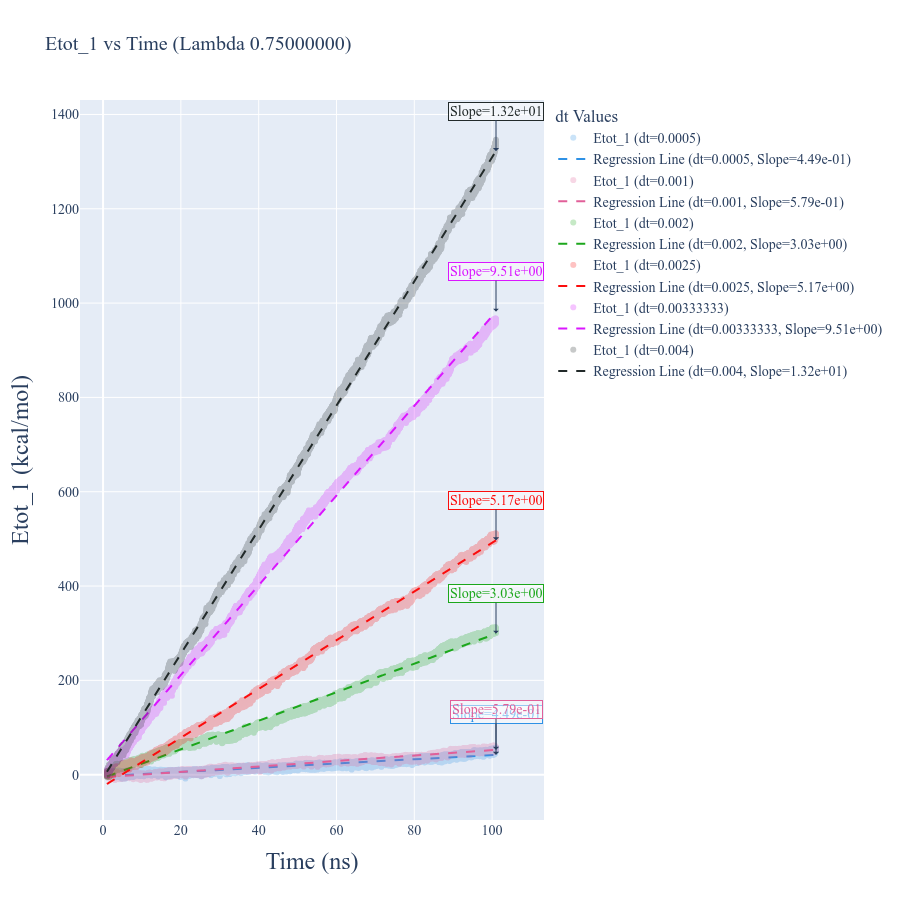 Etot_1 vs Time (Lambda 0.75000000)
Etot_1 (kcal/mol)
1400
1200
1000
800
600
400
200
0
0 20 40 60 80 100
Time (ns)
Slope=1.32e+01
Slope=9.51e+00
Slope=5.17e+00
Slope=3.03e+00
Slope=5.79e-01
Slope=4.49e-01
dt Values
Etot_1 (dt=0.0005)
Regression Line (dt=0.0005, Slope=4.49e-01)
Etot_1 (dt=0.001)
Regression Line (dt=0.001, Slope=5.79e-01)
Etot_1 (dt=0.002)
Regression Line (dt=0.002, Slope=3.03e+00)
Etot_1 (dt=0.0025)
Regression Line (dt=0.0025, Slope=5.17e+00)
Etot_1 (dt=0.00333333)
Regression Line (dt=0.00333333, Slope=9.51e+00)
Etot_1 (dt=0.004)
Regression Line (dt=0.004, Slope=1.32e+01)